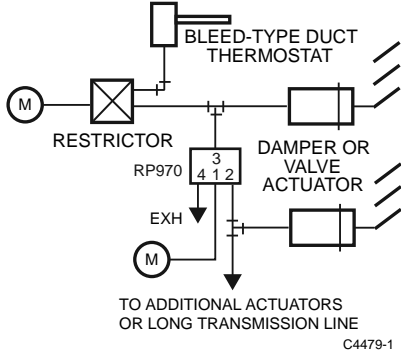 BLEED-TYPE DUCT
THERMOSTAT
M
RESTRICTOR
DAMPER OR
VALVE
ACTUATOR
RP970
3
4 1 2
EXH
M
TO ADDITIONAL ACTUATORS
OR LONG TRANSMISSION LINE
C4479-1